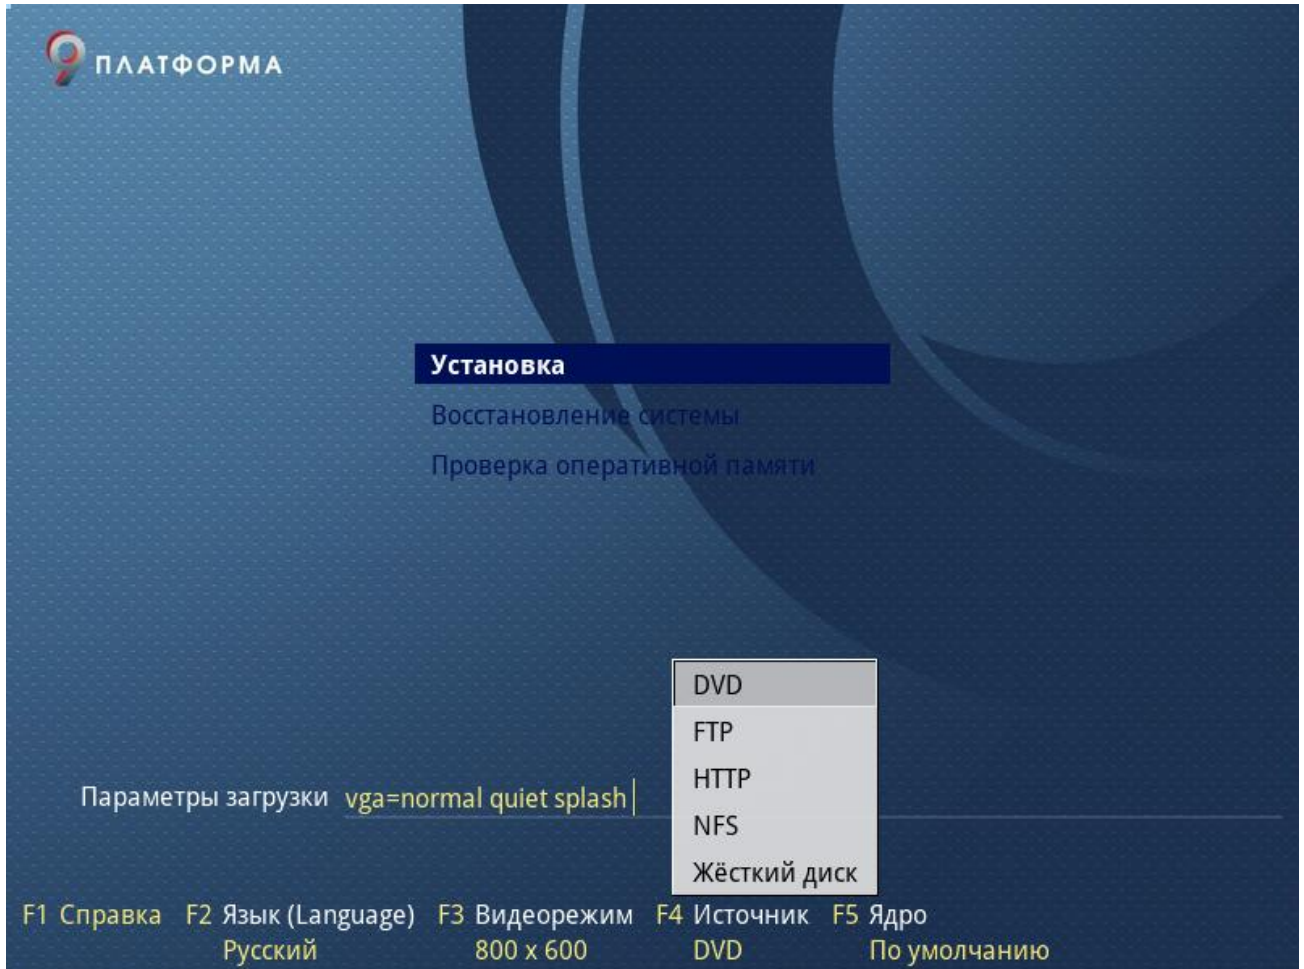 9 ПЛАТФОРМА
Установка
Восстановление системы
Проверка оперативной памяти
DVD
FTP
HTTP
NFS
Жёсткий диск
Параметры загрузки vga=normal quiet splash
F1 Справка F2 Язык (Language) F3 Видеорежим F4 Источник F5 Ядро
Русский 800 x 600 DVD По умолчанию